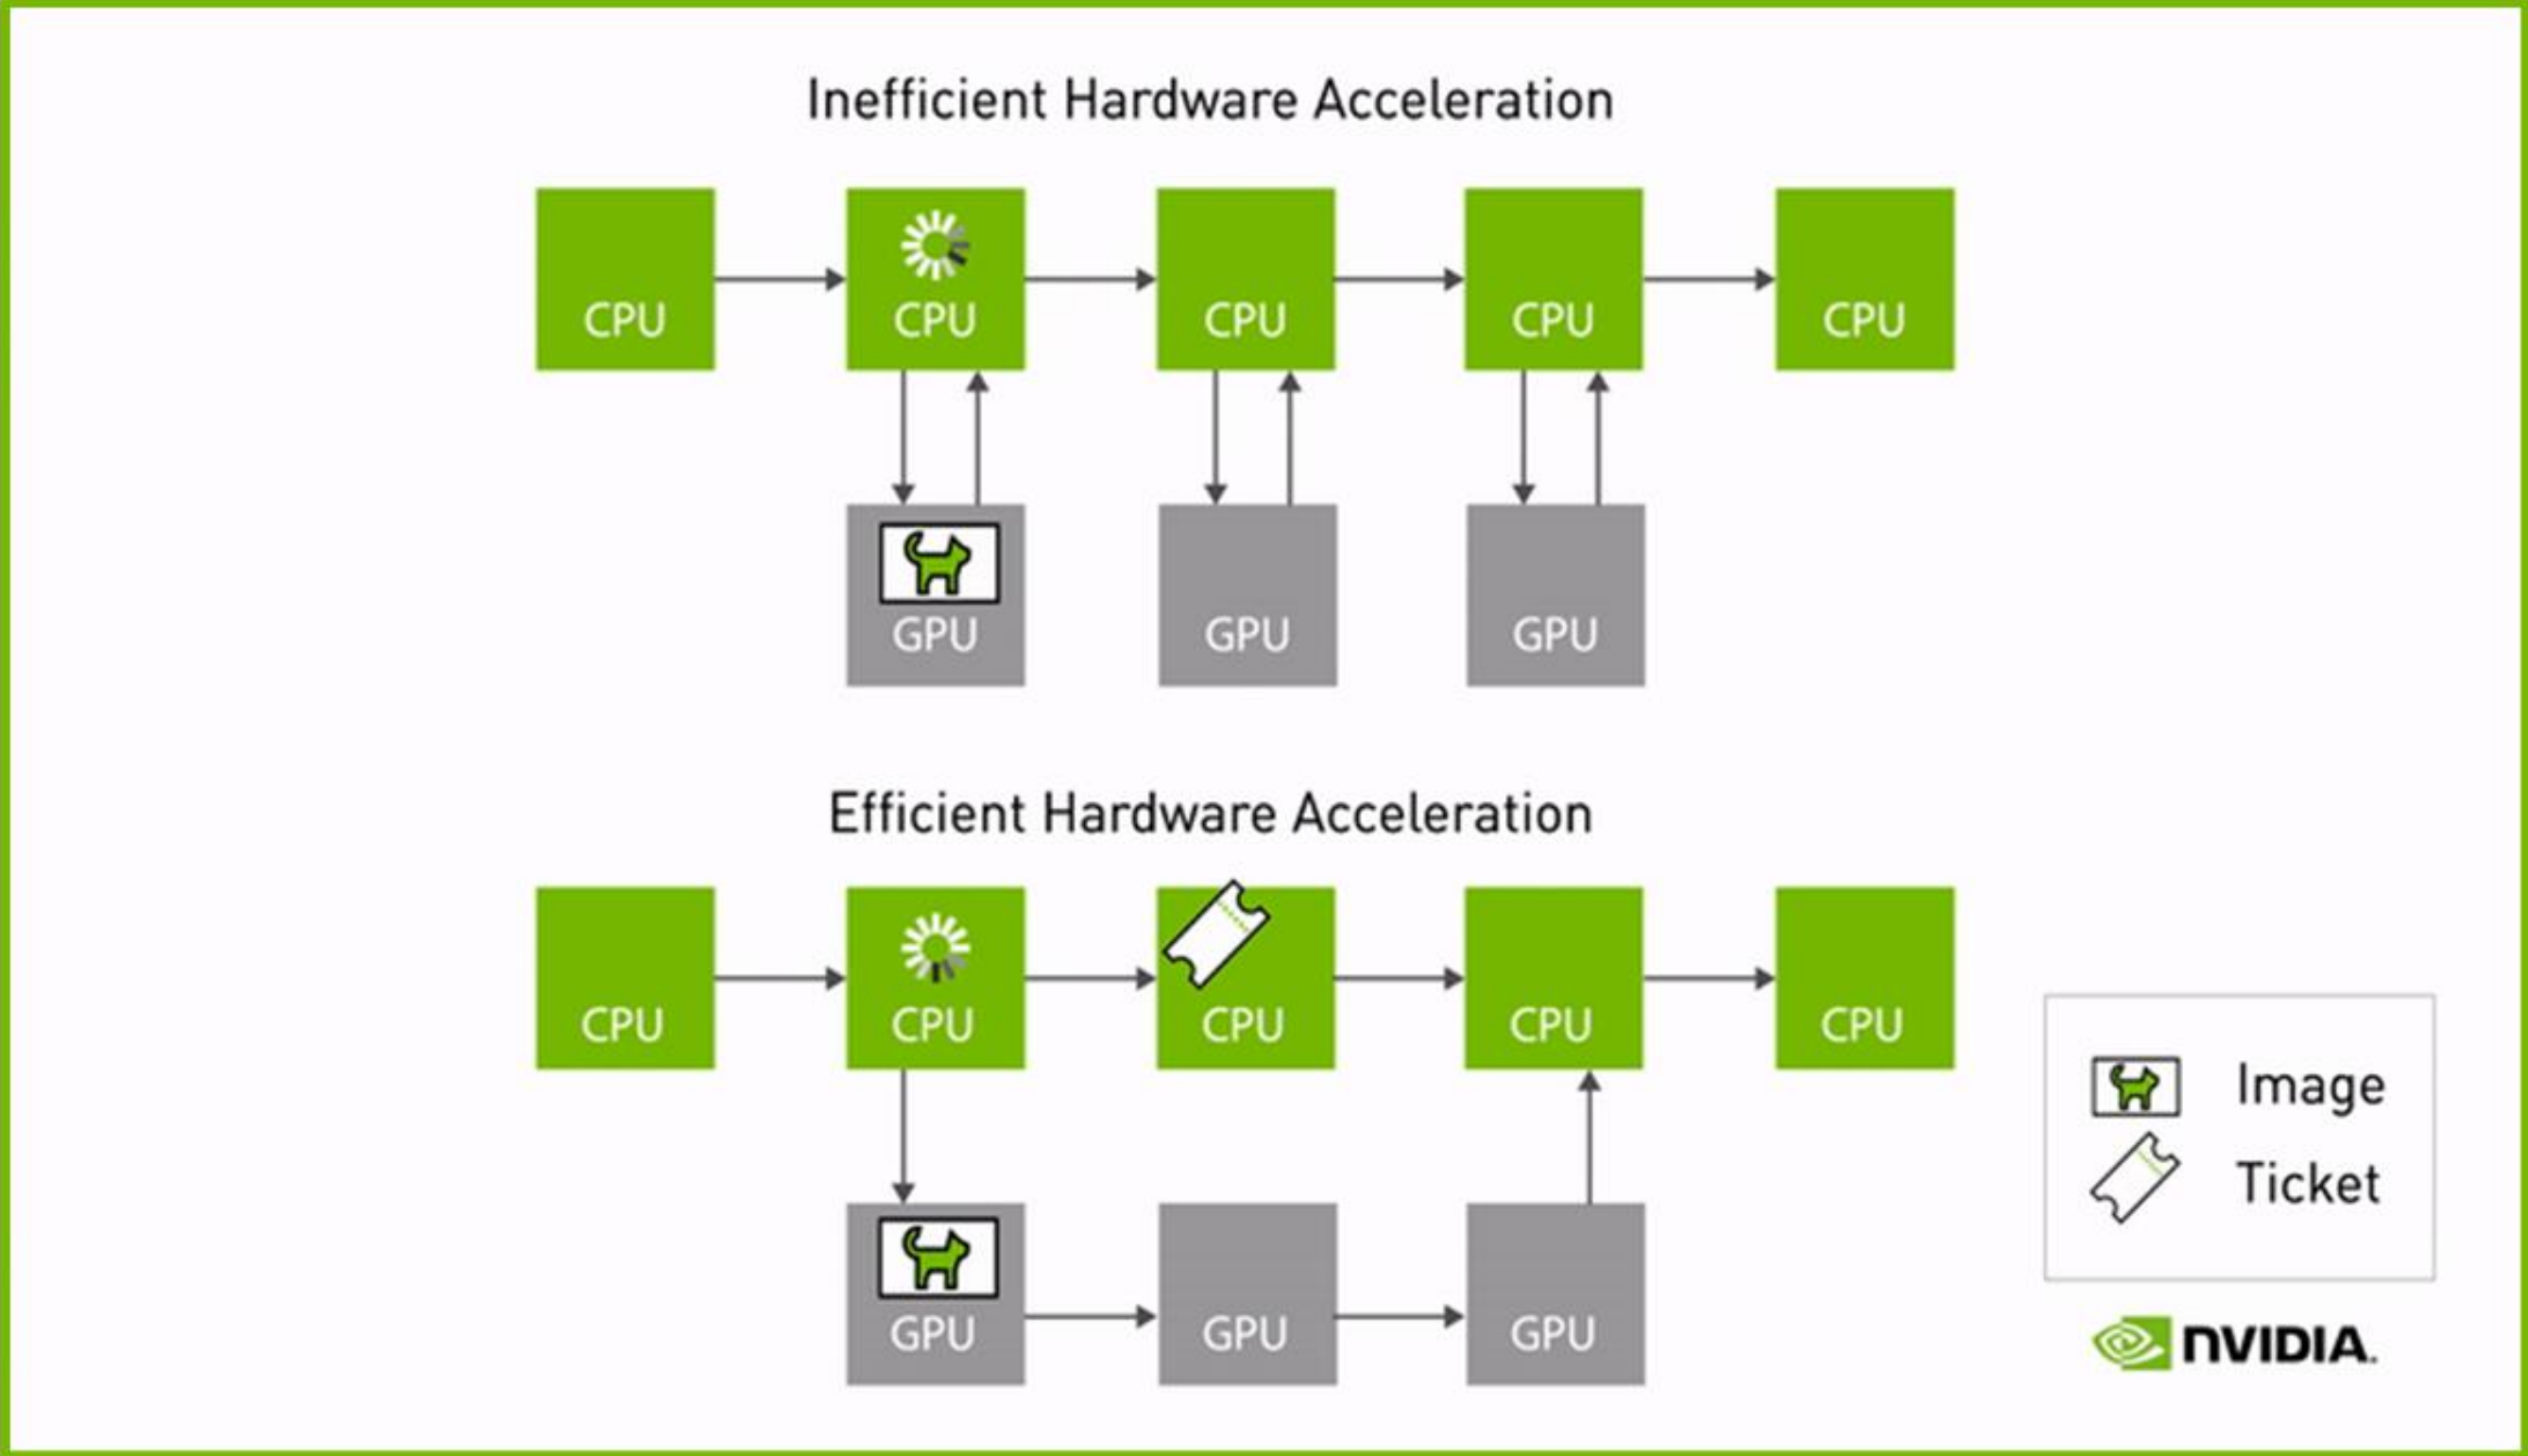 Inefficient Hardware Acceleration
CPU CPU CPU CPU CPU
GPU GPU GPU
Efficient Hardware Acceleration
CPU CPU CPU CPU CPU
GPU GPU GPU
Image
Ticket
NVIDIA.